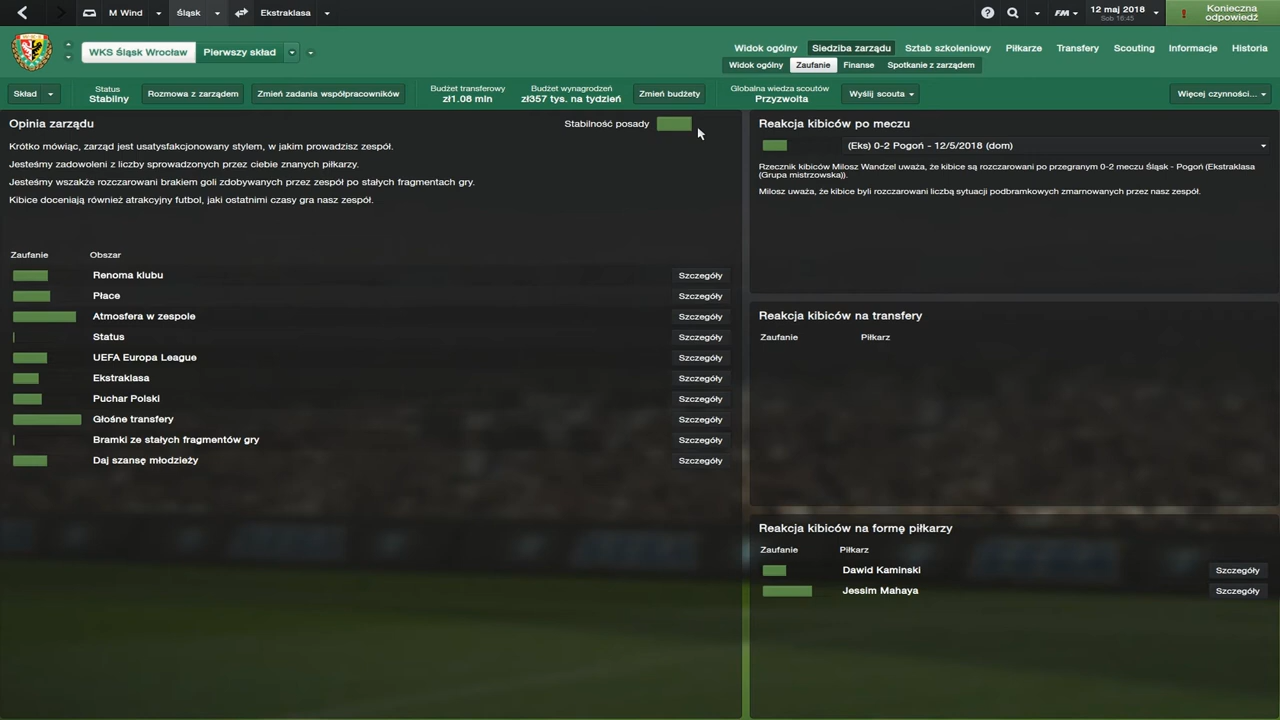 M Wind
Śląsk
Ekstraklasa
FM
12 maj 2018
Sob 16:45
Konieczna odpowiedź
WKS Śląsk Wrocław
Pierwszy skład
Widok ogólny
Siedziba zarządu
Sztab szkoleniowy
Piłkarze
Transfery
Scouting
Informacje
Historia
Widok ogólny
Zaufanie
Finanse
Spotkanie z zarządem
Skład
Status
Stabilny
Rozmowa z zarządem
Zmień zadania współpracowników
Budżet transferowy
zł1.08 mln
Budżet wynagrodzeń
zł357 tys. na tydzień
Zmień budżety
Globalna wiedza scoutów
Przyzwolta
Wyślij scouta
Więcej czynności...
Opinia zarządu
Stabilność posady
Krótko mówiąc, zarząd jest usatysfakcjonowany stylem, w jakim prowadzisz zespół.
Jesteśmy zadowoleni z liczby sprowadzonych przez ciebie znanych piłkarzy.
Jesteśmy wszakże rozczarowani brakiem goli zdobywanych przez zespół po stałych fragmentach gry.
Kibice doceniają również atrakcyjny futbol, jaki ostatnimi czasy gra nasz zespół.
Zaufanie Obszar
Renoma klubu Szczegóły
Płace Szczegóły
Atmosfera w zespole Szczegóły
Status Szczegóły
UEFA Europa League Szczegóły
Ekstraklasa Szczegóły
Puchar Polski Szczegóły
Głośne transfery Szczegóły
Bramki ze stałych fragmentów gry Szczegóły
Daj szansę młodzieży Szczegóły
Reakcja kibiców po meczu
(Eks) 0-2 Pogoń - 12/5/2018 (dom)
Rzecznik kibiców Milosz Wandzel uważa, że kibice są rozczarowani po przegranym 0-2 meczu Śląsk - Pogoń (Ekstraklasa
(Grupa mistrzowska)).
Milosz uważa, że kibice byli rozczarowani liczbą sytuacji podbramkowych zmarnowanych przez nasz zespół.
Reakcja kibiców na transfery
Zaufanie Piłkarz
Reakcja kibiców na formę piłkarzy
Zaufanie Piłkarz
Dawid Kaminski Szczegóły
Jessim Mahaya Szczegóły